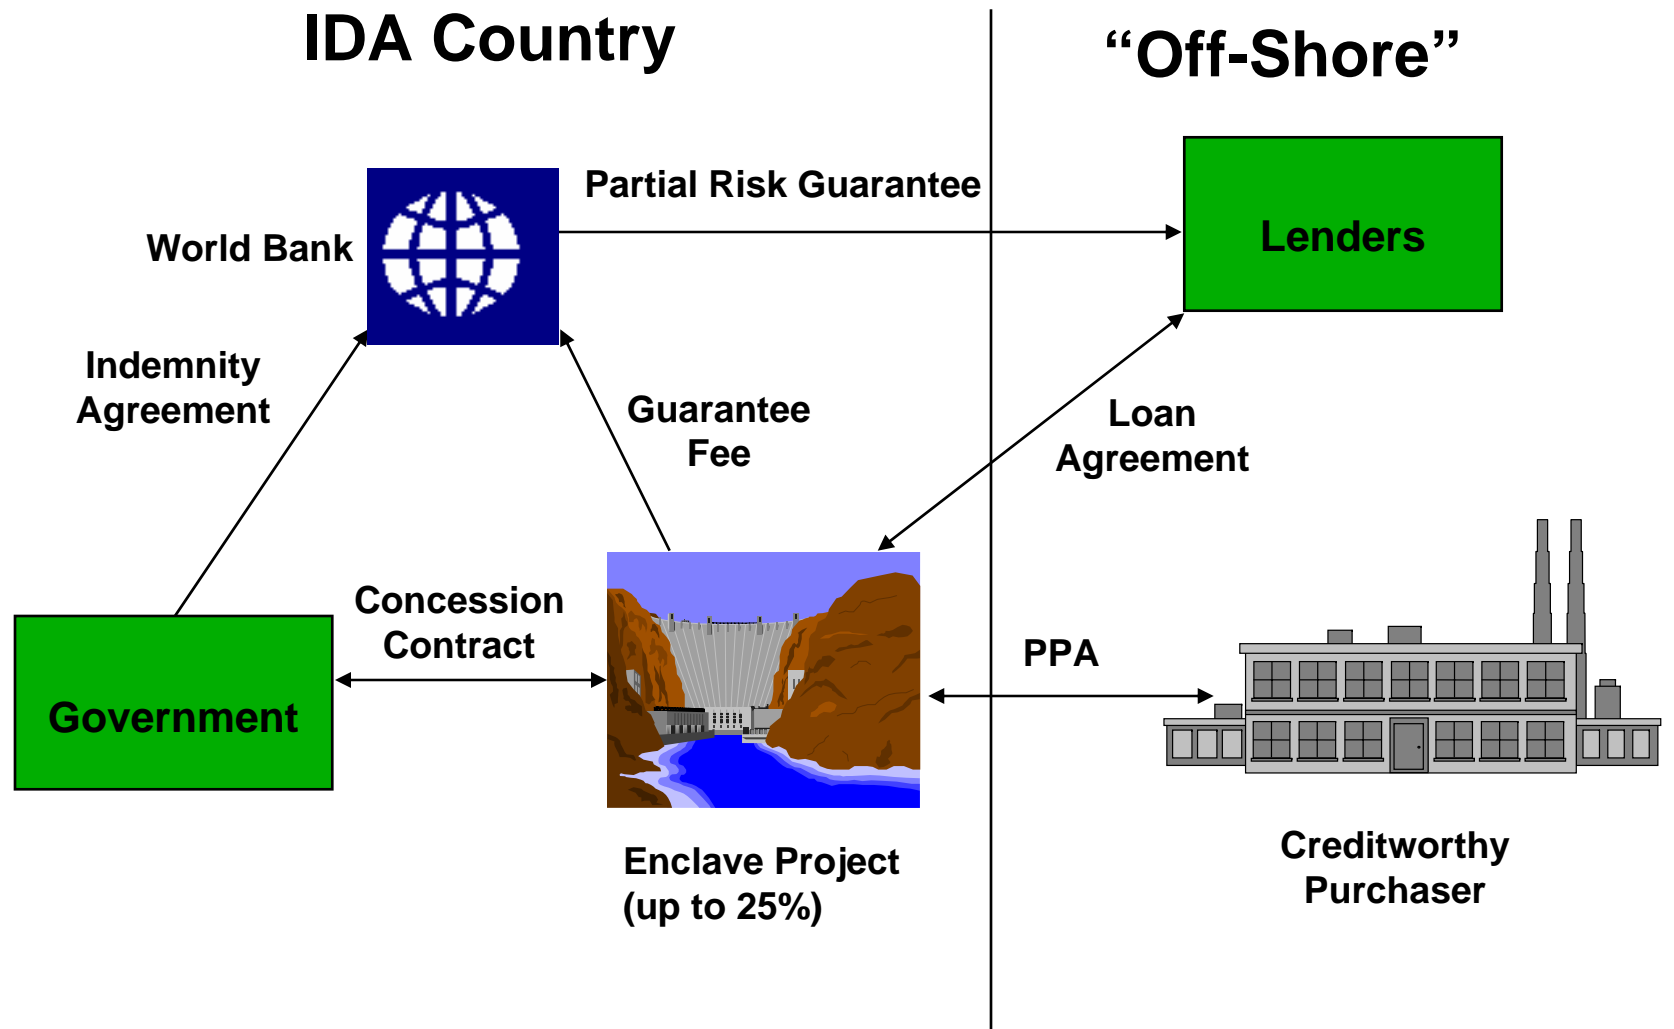 IDA Country
“Off-Shore”
Partial Risk Guarantee
World Bank
Lenders
Indemnity
Agreement
Guarantee
Fee
Loan
Agreement
Concession
Contract
PPA
Government
Enclave Project
(up to 25%)
Creditworthy
Purchaser